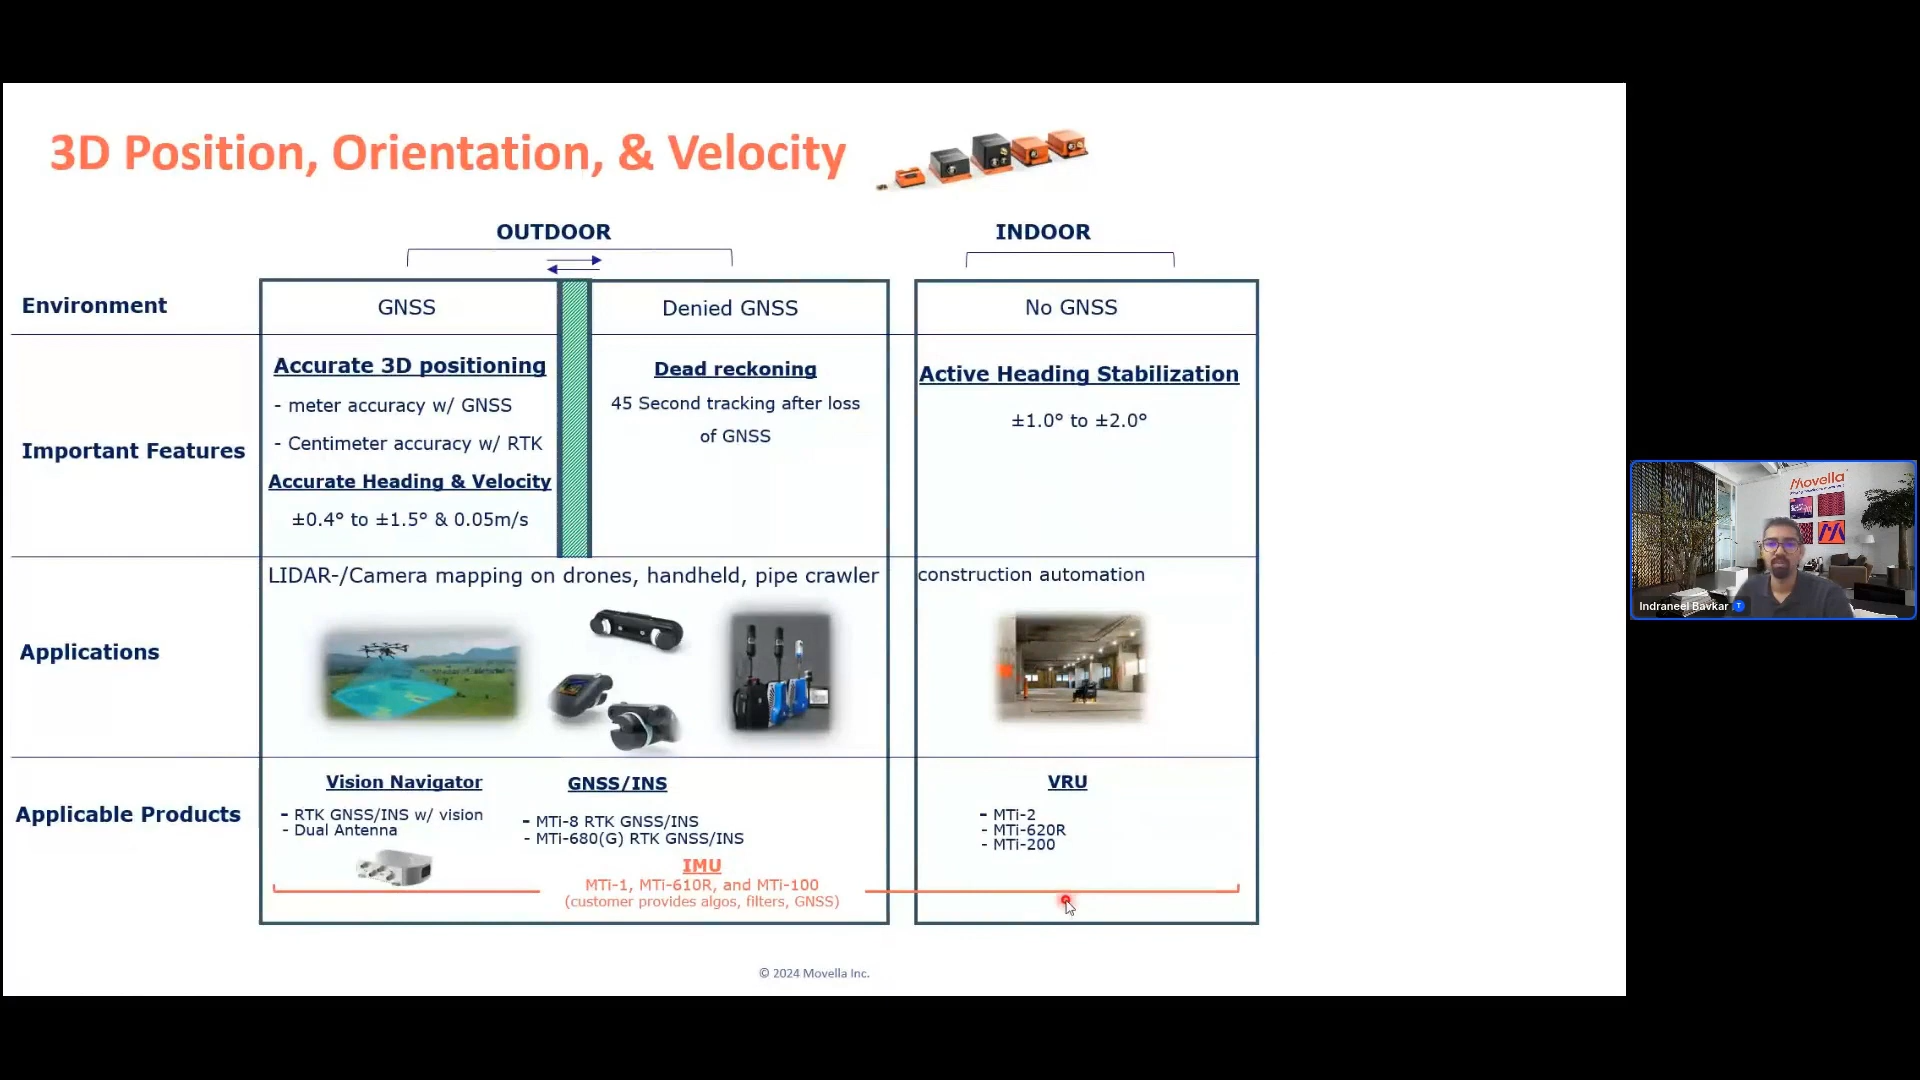 3D Position, Orientation, & Velocity
OUTDOOR
INDOOR
Environment
GNSS
Denied GNSS
No GNSS
Important Features
Accurate 3D positioning
- meter accuracy w/ GNSS
- Centimeter accuracy w/ RTK
Accurate Heading & Velocity
±0.4° to ±1.5° & 0.05m/s
Dead reckoning
45 Second tracking after loss
of GNSS
Active Heading Stabilization
±1.0° to ±2.0°
Applications
LIDAR-/Camera mapping on drones, handheld, pipe crawler
construction automation
Applicable Products
Vision Navigator
- RTK GNSS/INS w/ vision
- Dual Antenna
GNSS/INS
- MTi-8 RTK GNSS/INS
- MTi-680(G) RTK GNSS/INS
IMU
MTi-1, MTi-610R, and MTi-100
(customer provides algos, filters, GNSS)
VRU
- MTi-2
- MTi-620R
- MTi-200
© 2024 Movella Inc.
Movella
Indraneel Bavkar